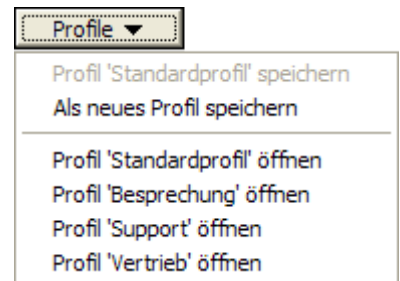 Profile
Profil 'Standardprofil' speichern
Als neues Profil speichern
Profil 'Standardprofil' öffnen
Profil 'Besprechung' öffnen
Profil 'Support' öffnen
Profil 'Vertrieb' öffnen